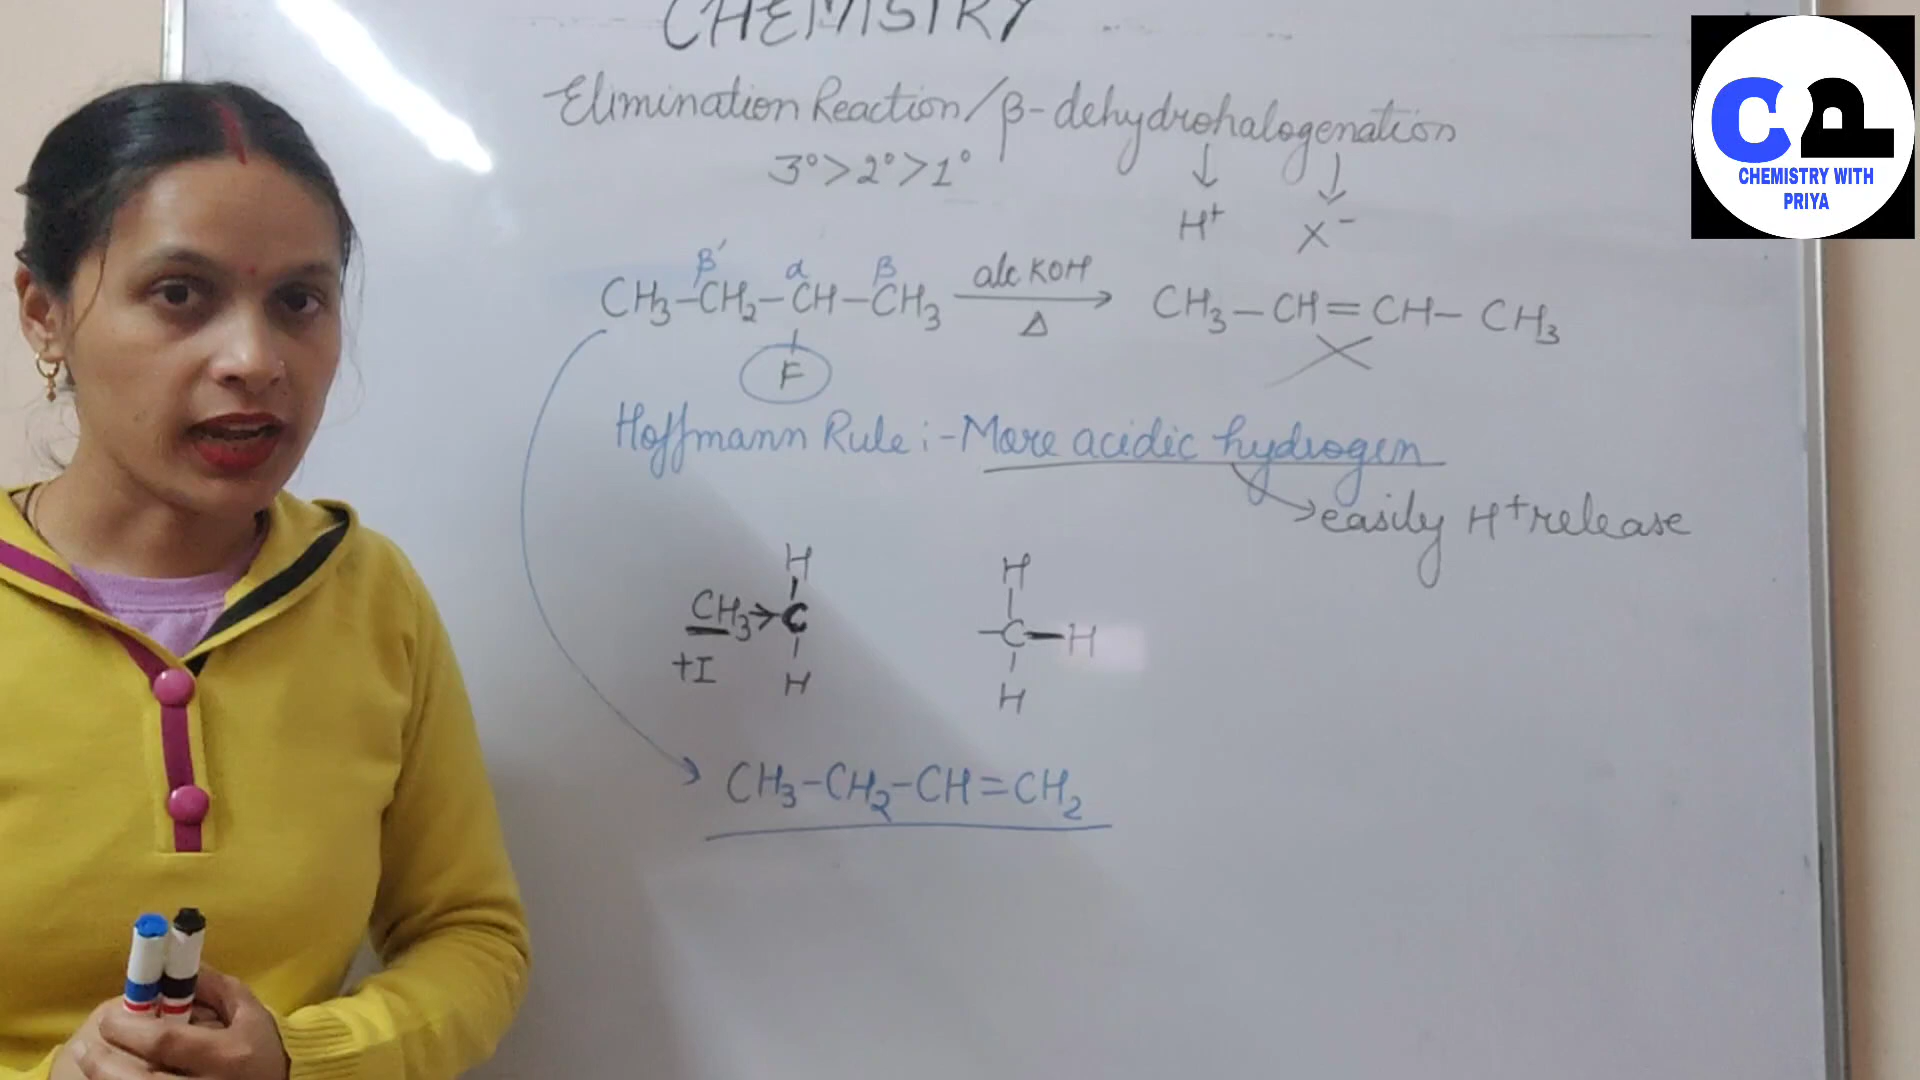 CHEMISTRY
Elimination Reaction/β-dehydrohalogenation
3°>2°>1°
↓ ↓
H⁺ X⁻
β' α β
CH₃-CH₂-CH-CH₃ alc KOH → Δ CH₃-CH=CH-CH₃
F
Hoffmann Rule:-More acidic hydrogen
→easily H⁺ release
H H
CH₃→C -C-H
+I H H
CH₃-CH₂-CH=CH₂
CP
CHEMISTRY WITH
PRIYA